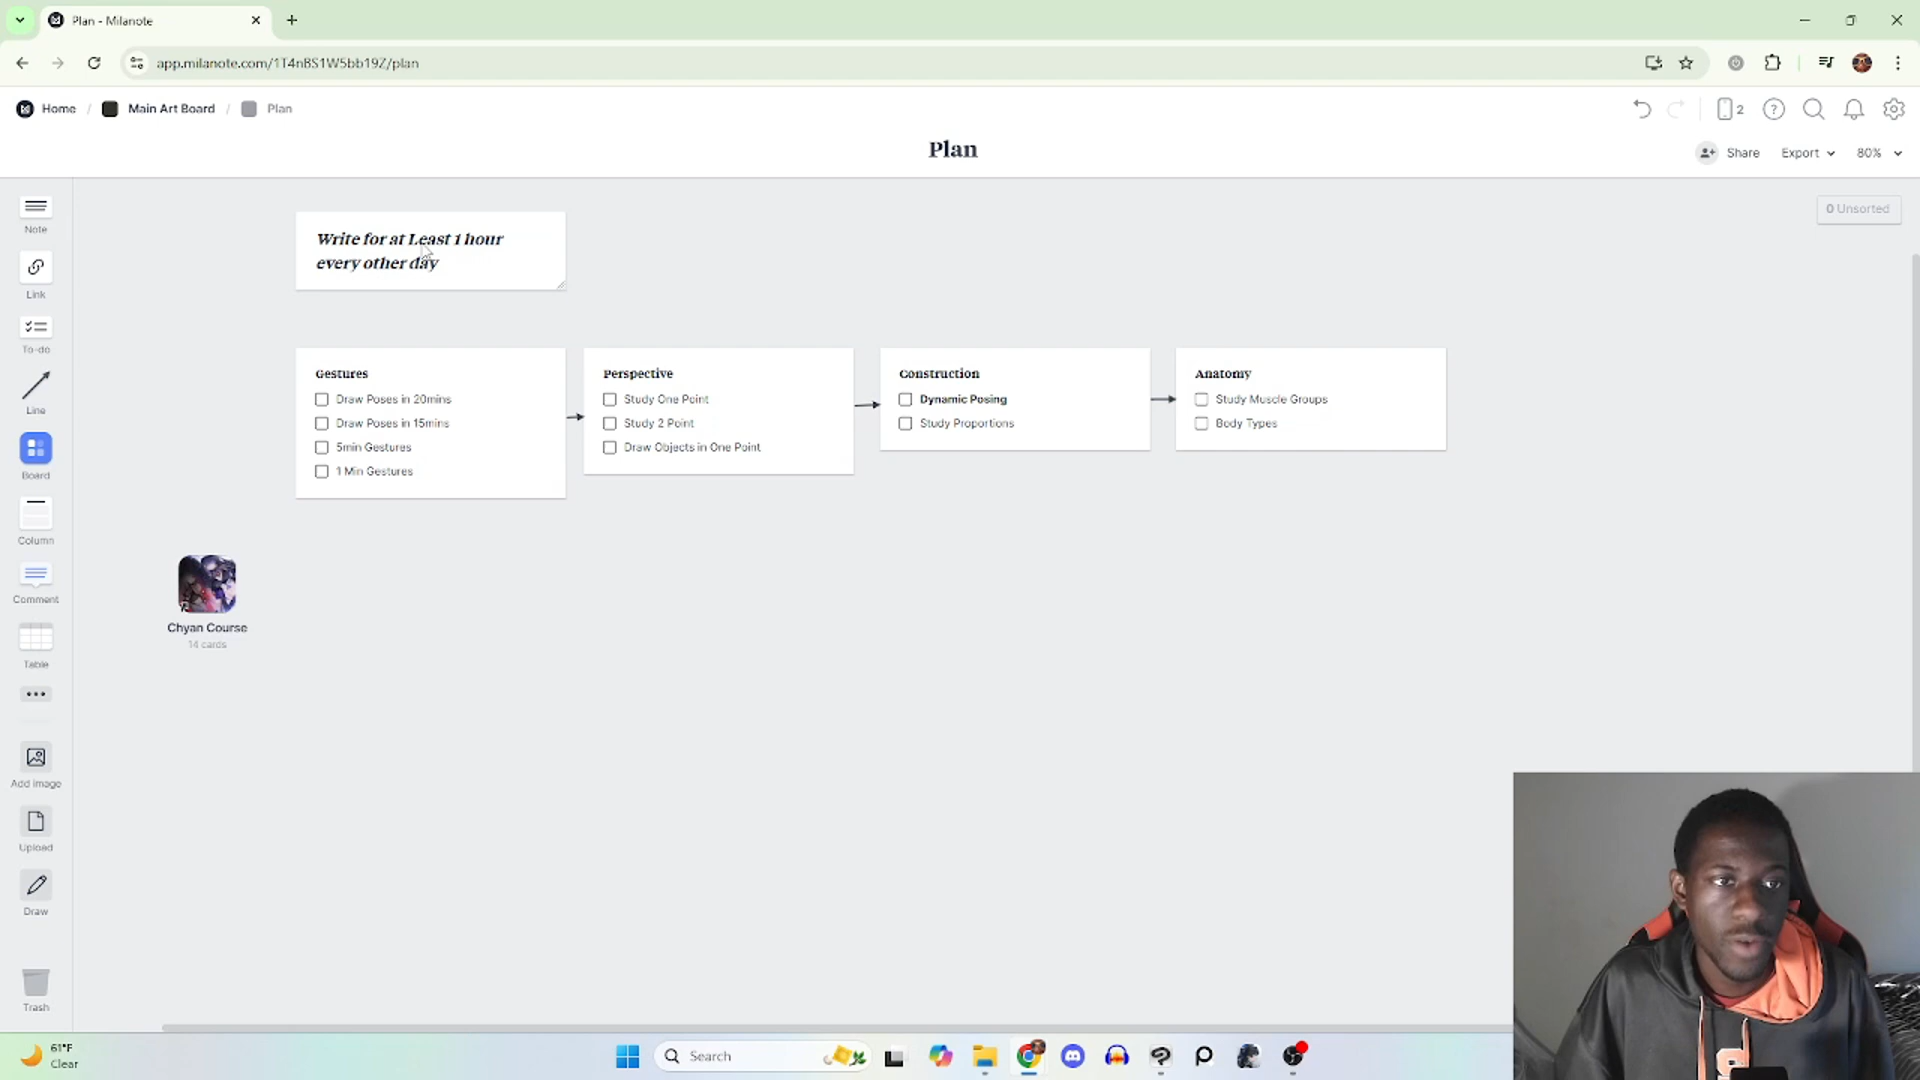 Plan - Milanote
app.milanote.com/1T4nBS1W5bb19Z/plan
Home / Main Art Board / Plan
2
Plan
Share Export 80%
0 Unsorted
Note
Link
To-do
Line
Board
Column
Comment
Table
Add image
Upload
Draw
Trash
Write for at Least 1 hour
every other day
Gestures
Draw Poses in 20mins
Draw Poses in 15mins
5min Gestures
1 Min Gestures
Perspective
Study One Point
Study 2 Point
Draw Objects in One Point
Construction
Dynamic Posing
Study Proportions
Anatomy
Study Muscle Groups
Body Types
Chyan Course
14 cards
61°F
Clear
Search